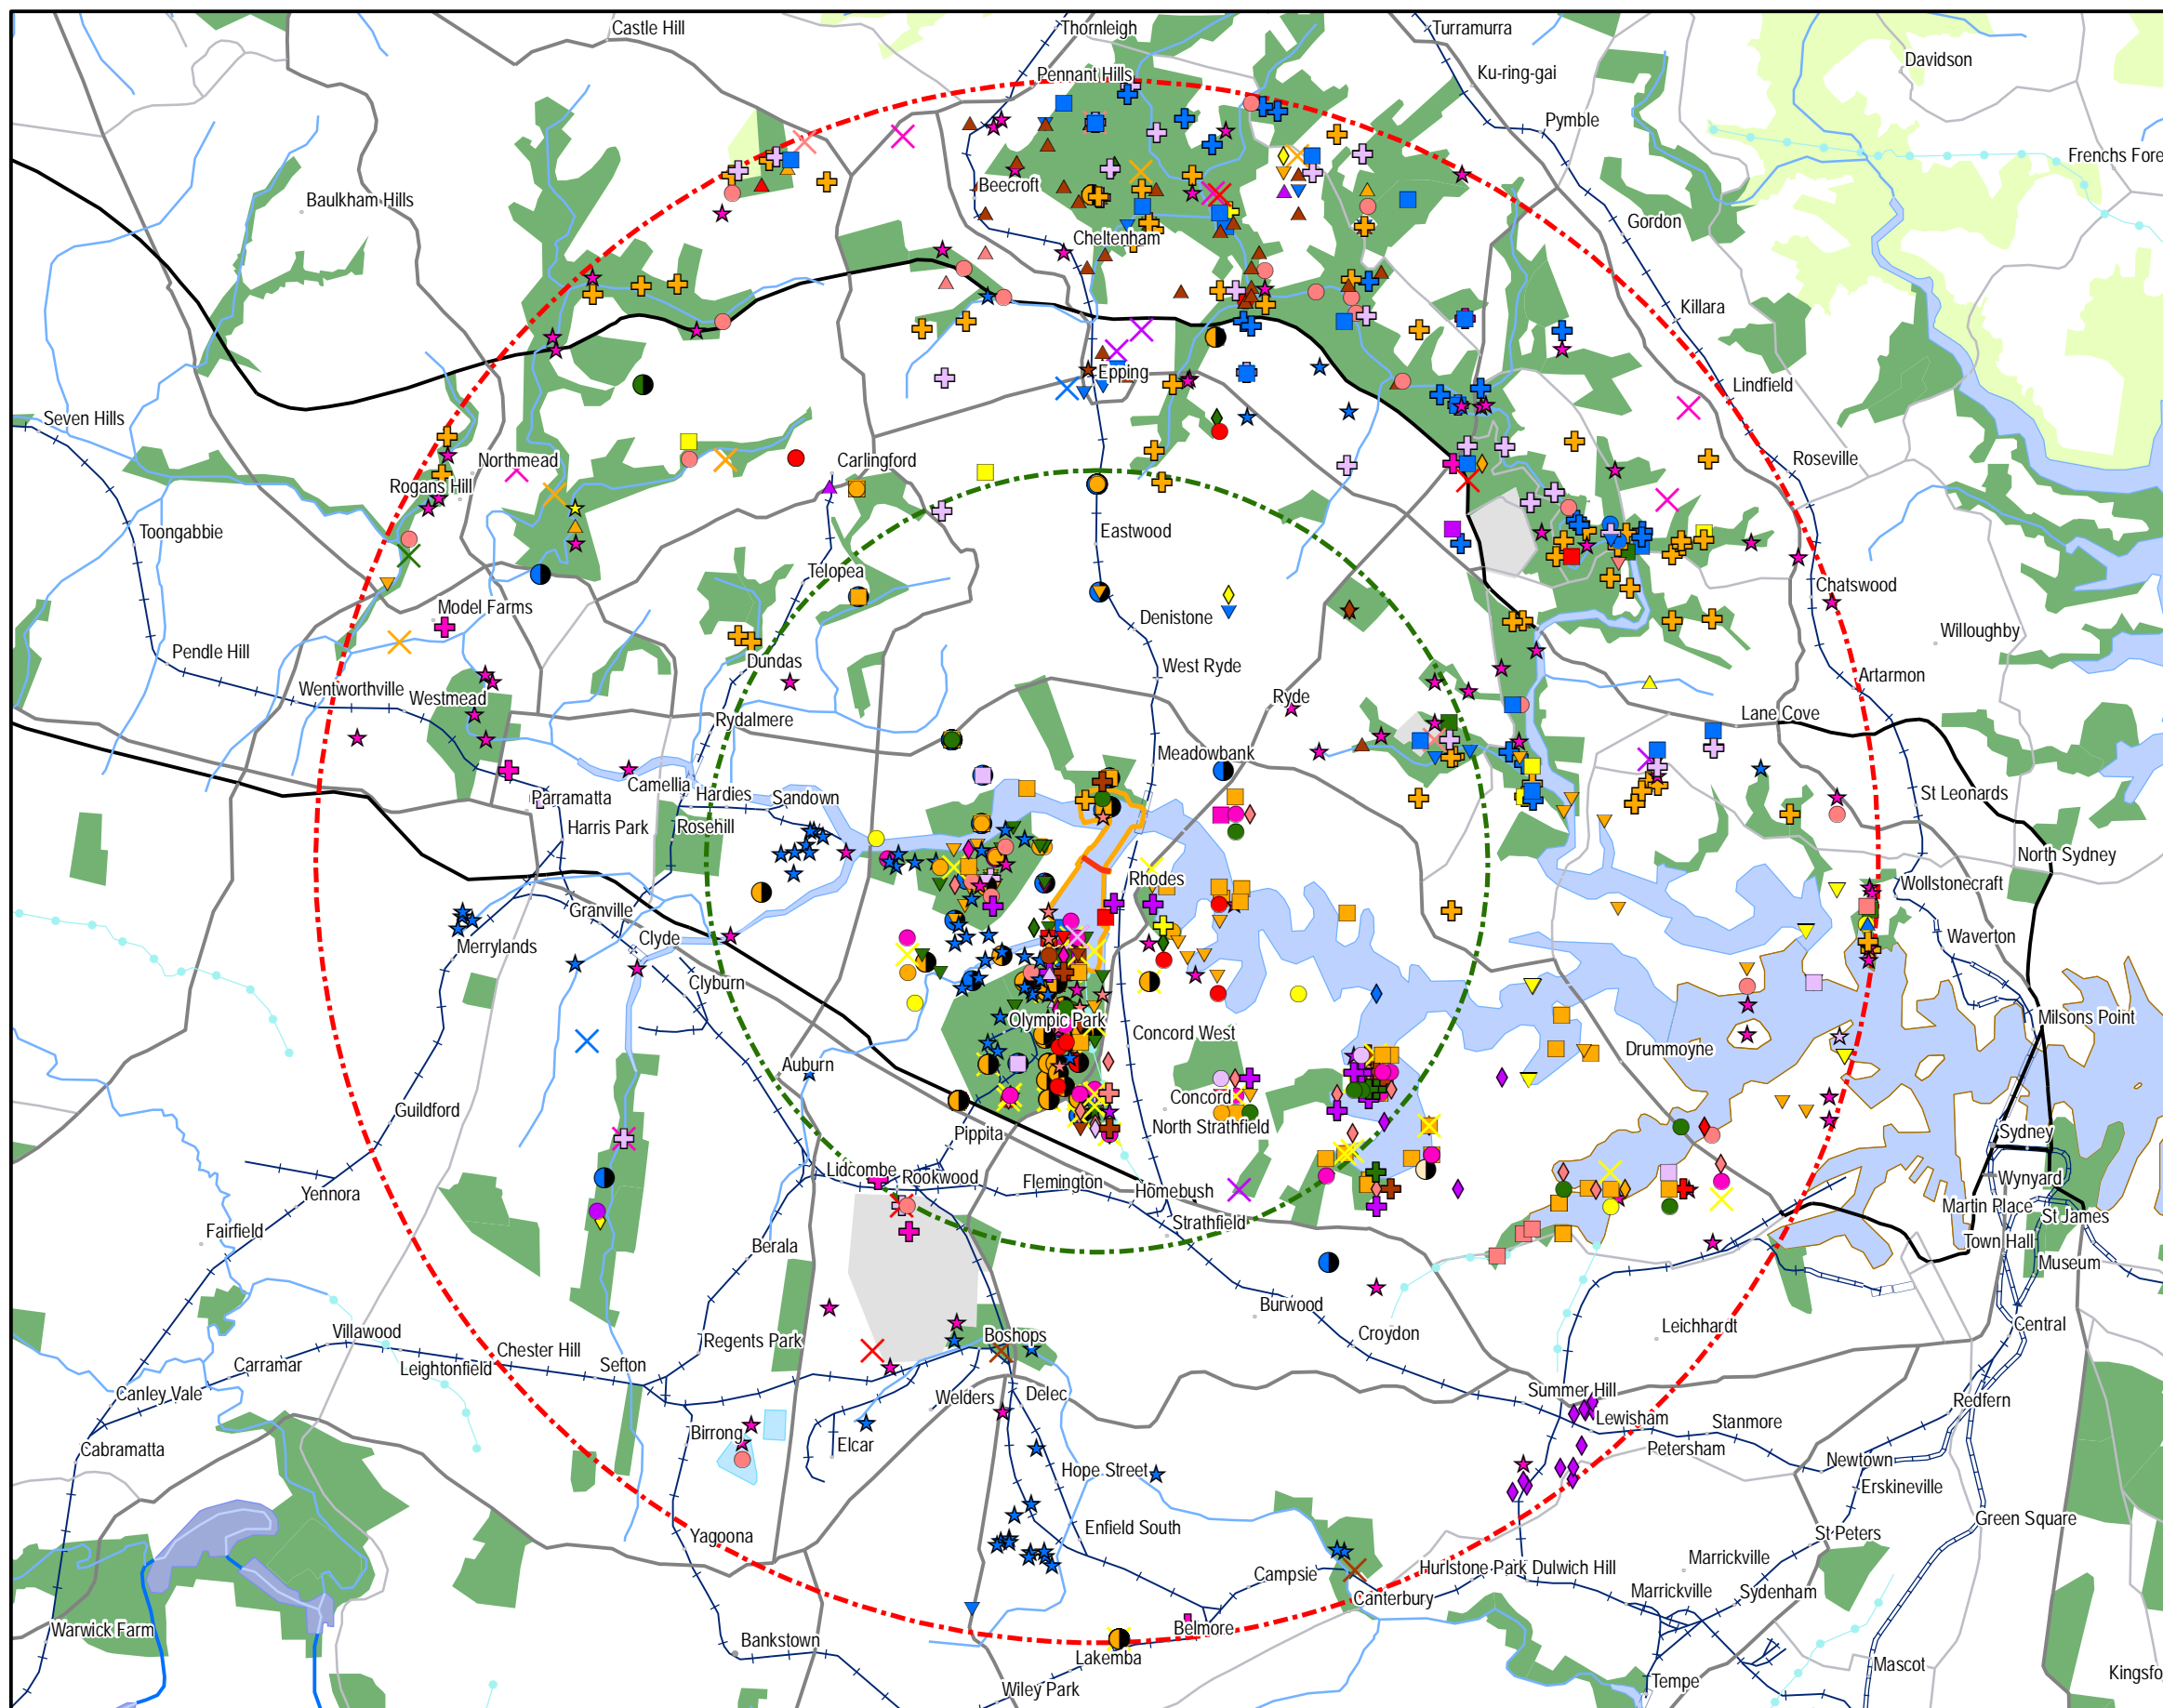 Castle Hill
Thornleigh
Turramurra
Davidson
Pennant Hills
Ku-ring-gai
Pymble
Frenchs Fore
Beecroft
Baulkham Hills
Gordon
Cheltenham
Killara
Epping
Lindfield
Seven Hills
Northmead
Carlingford
Roseville
Rogans Hill
Toongabbie
Eastwood
Telopea
Chatswood
Model Farms
Denistone
Willoughby
Pendle Hill
Dundas
West Ryde
Artarmon
Wentworthville
Westmead
Ryde
Rydalmere
Lane Cove
Meadowbank
Camellia
Hardies
Sandown
Parramatta
St Leonards
Harris Park
Rosehill
North Sydney
Rhodes
Wollstonecraft
Granville
Merrylands
Clyde
Waverton
Clyburn
Olympic Park
Milsons Point
Concord West
Drummoyne
Auburn
Guildford
Concord
North Strathfield
Pippita
Sydney
Lidcombe
Rookwood
Flemington
Homebush
Wynyard
Yennora
Martin Place
St James
Strathfield
Fairfield
Berala
Town Hall
Museum
Burwood
Villawood
Regents Park
Boshops
Croydon
Leichhardt
Central
Carramar
Chester Hill
Sefton
Leightonfield
Canley Vale
Welders
Delec
Summer Hill
Redfern
Lewisham
Stanmore
Birrong
Elcar
Cabramatta
Petersham
Newtown
Hope Street
Erskineville
Green Square
Yagoona
Enfield South
St Peters
Marrickville
Campsie
Hurlstone Park
Dulwich Hill
Marrickville
Sydenham
Canterbury
Warwick Farm
Belmore
Bankstown
Lakemba
Mascot
Tempe
Wiley Park
Kingsfo